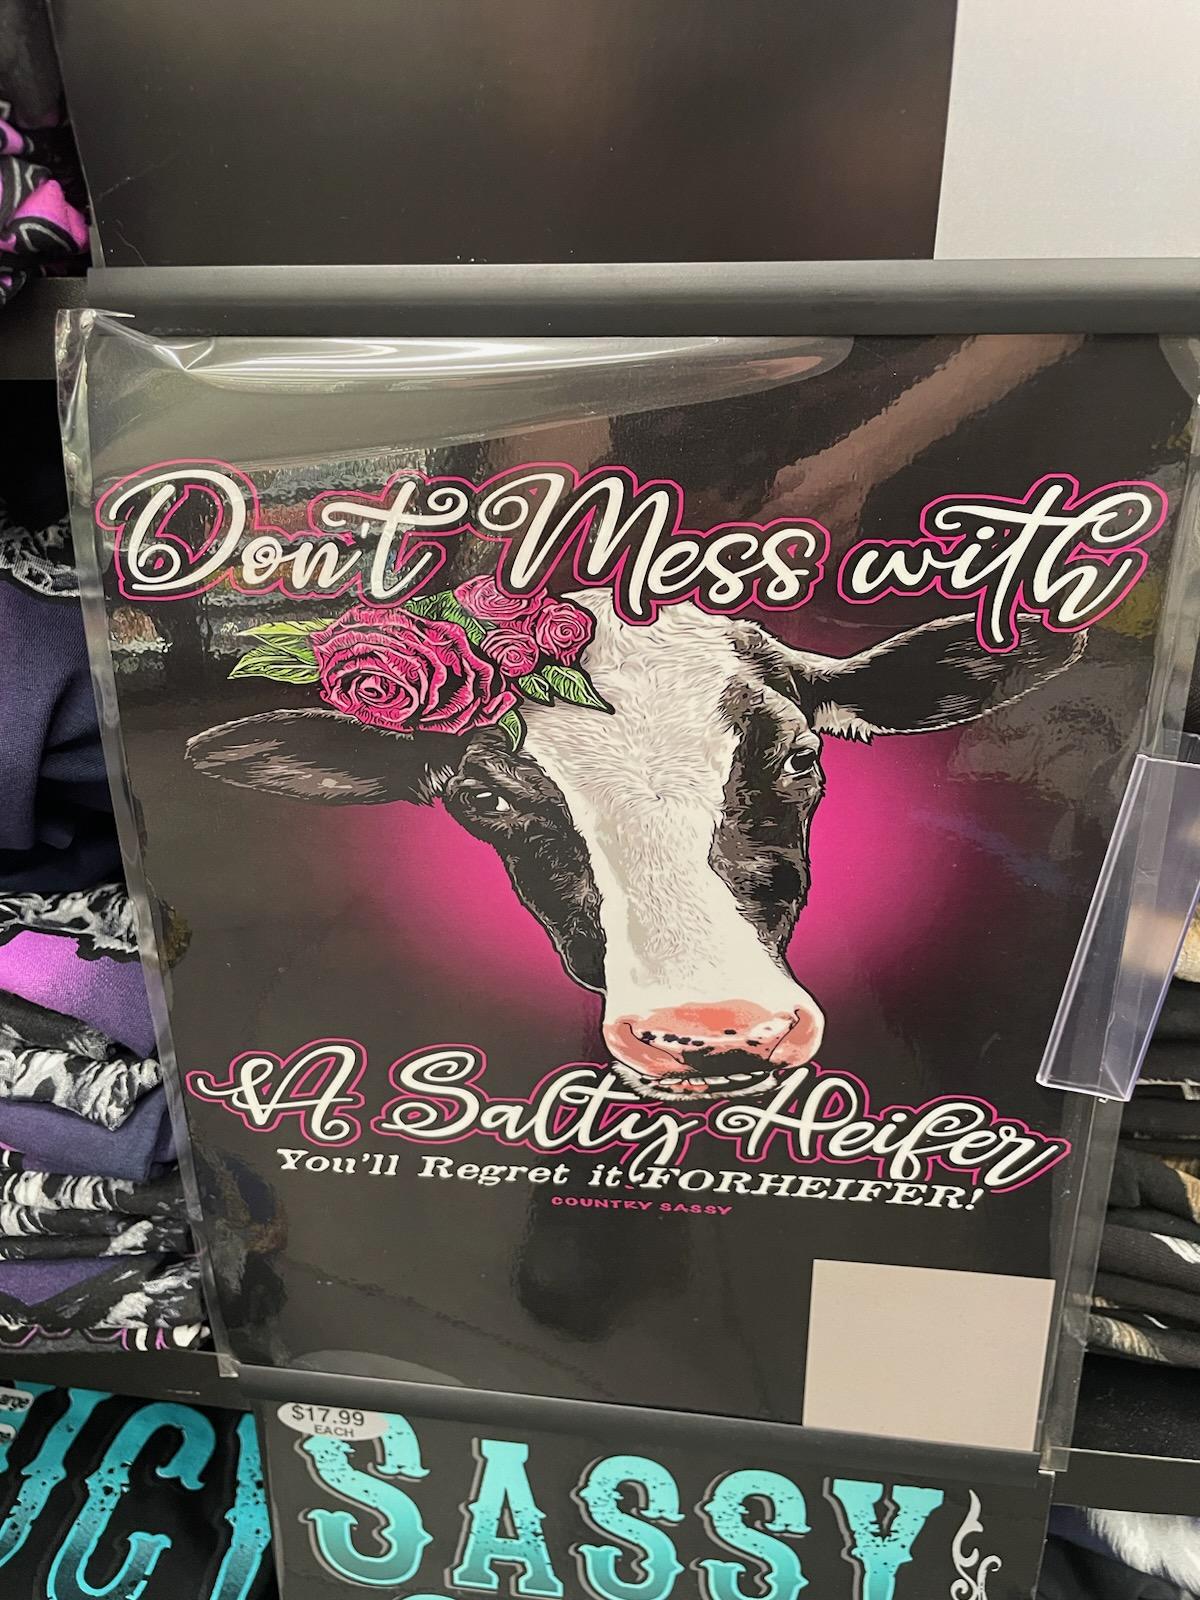 Don't Mess with
A Salty Heifer
You'll Regret it FORHEIFER!
COUNTRY SASSY
$17.99
EACH
SASSY